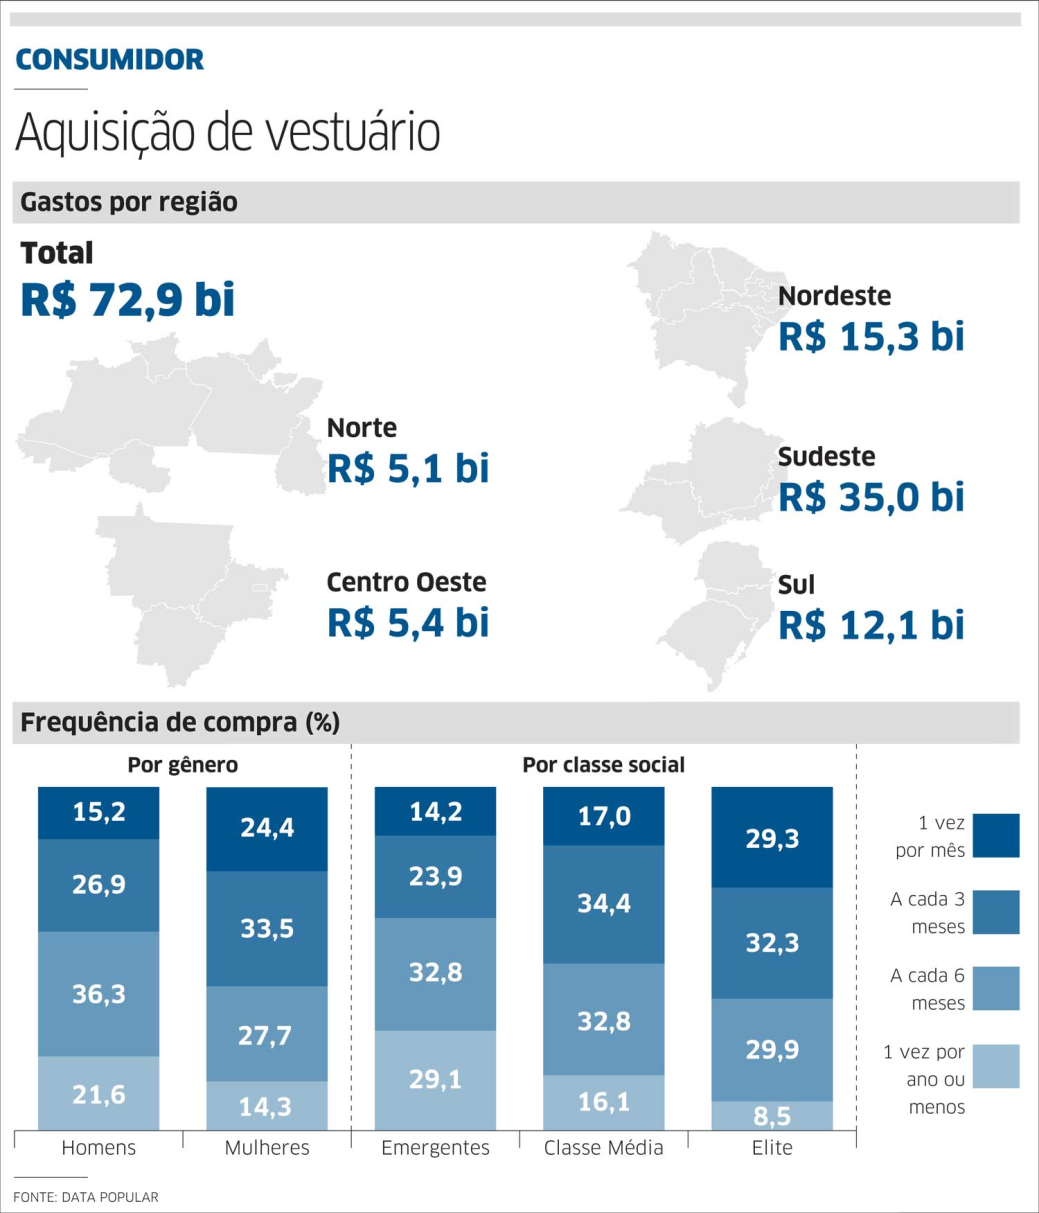 CONSUMIDOR
Aquisição de vestuário
Gastos por região
Total
R$ 72,9 bi
Norte
R$ 5,1 bi
Centro Oeste
R$ 5,4 bi
Nordeste
R$ 15,3 bi
Sudeste
R$ 35,0 bi
Sul
R$ 12,1 bi
Frequência de compra (%)
Por gênero
15,2
26,9
36,3
21,6
Homens
24,4
33,5
27,7
14,3
Mulheres
Por classe social
14,2
23,9
32,8
29,1
Emergentes
17,0
34,4
32,8
16,1
Classe Média
29,3
32,3
29,9
8,5
Elite
1 vez
por mês
A cada 3
meses
A cada 6
meses
1 vez por
ano ou
menos
FONTE: DATA POPULAR